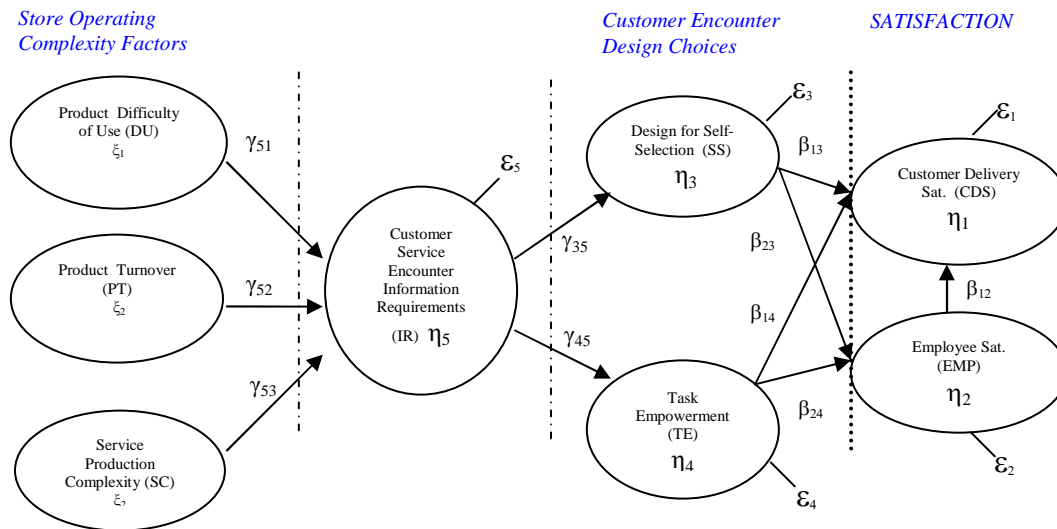 Store Operating
Complexity Factors
Customer Encounter
Design Choices
SATISFACTION
Product Difficulty
of Use (DU)
ξ1
γ51
Product Turnover
(PT)
ξ2
γ52
Service
Production
Complexity (SC)
ξ2
γ53
ε5
Customer
Service
Encounter
Information
Requirements
(IR) η5
γ35
γ45
ε3
Design for Self-
Selection (SS)
η3
Task
Empowerment
(TE)
η4
ε4
β13
β23
β14
β24
ε1
Customer Delivery
Sat. (CDS)
η1
β12
Employee Sat.
(EMP)
η2
ε2